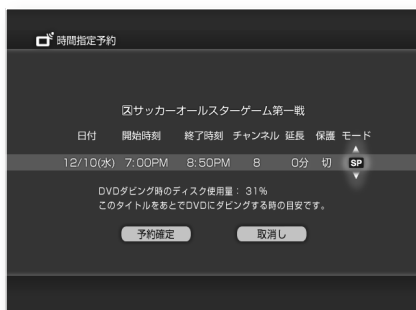 時間指定予約
スサッカーオールスターゲーム第一戦
日付 開始時刻 終了時刻 チャンネル 延長 保護 モード
12/10(水) 7:00PM 8:50PM 8 0分 切 SP
DVDダビング時のディスク使用量： 31%
このタイトルをあとでDVDにダビングする時の目安です。
予約確定 取消し